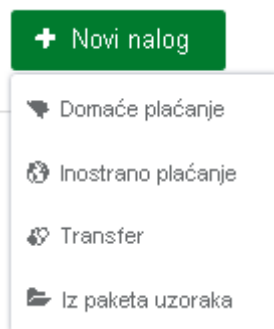 Novi nalog
Domaće plaćanje
Inostrano plaćanje
Transfer
Iz paketa uzoraka